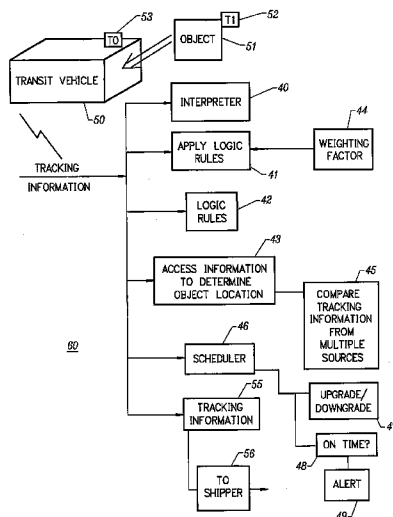 53
T0
T1
52
OBJECT
51
TRANSIT VEHICLE
50
40
INTERPRETER
TRACKING
INFORMATION
APPLY LOGIC
RULES
41
44
WEIGHTING
FACTOR
42
LOGIC
RULES
43
ACCESS INFORMATION
TO DETERMINE
OBJECT LOCATION
45
COMPARE
TRACKING
INFORMATION
FROM
MULTIPLE
SOURCES
60
46
SCHEDULER
55
TRACKING
INFORMATION
UPGRADE/
DOWNGRADE
4
ON TIME?
48
56
TO
SHIPPER
ALERT
49